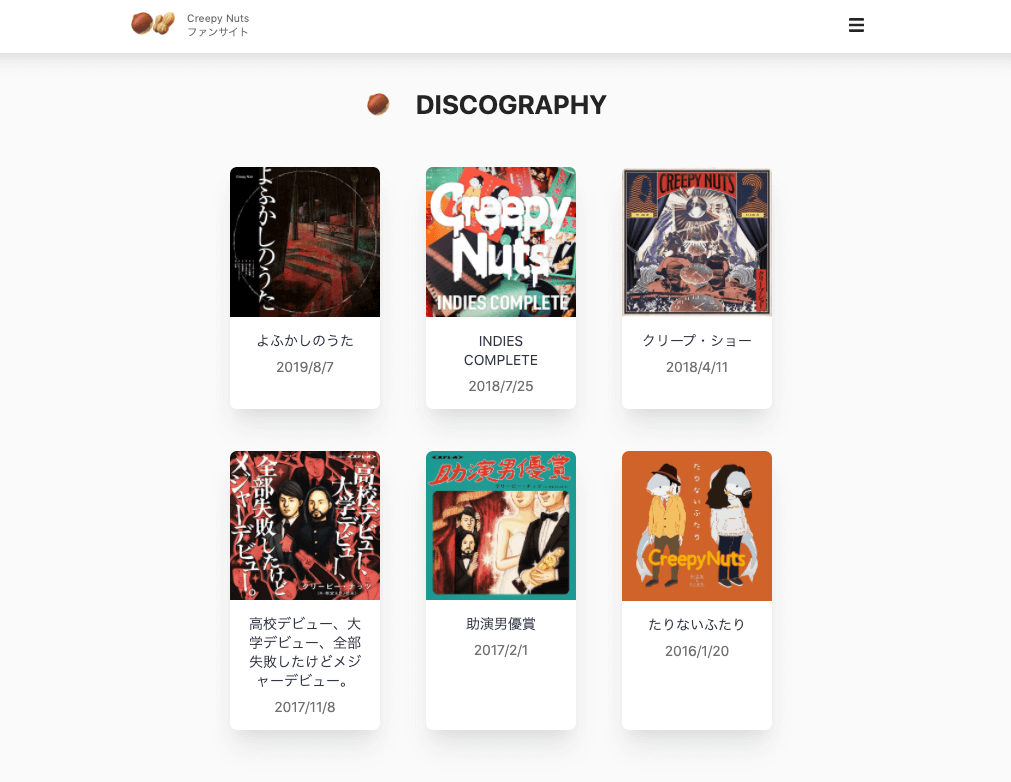 Creepy Nuts
ファンサイト
DISCOGRAPHY
Creepy Nuts
よふかしのうた
よふかしのうた
2019/8/7
Creepy
Nuts
INDIES COMPLETE
INDIES
COMPLETE
2018/7/25
CREEPY NUTS
クリープ・ショー
2018/4/11
高校デビュー、
大学デビュー、
全部失敗したけど
メジャーデビュー。
クリーピー・ナッツ
高校デビュー、大
学デビュー、全部
失敗したけどメジ
ャーデビュー。
2017/11/8
助演男優賞
クリーピー・ナッツ
助演男優賞
2017/2/1
たりないふたり
CreepyNuts
たりないふたり
2016/1/20